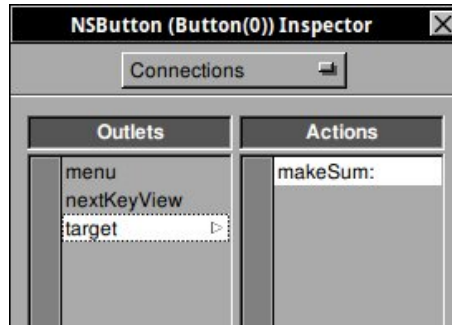 NSButton (Button(0)) Inspector
Connections
Outlets
Actions
menu
nextKeyView
target
makeSum: